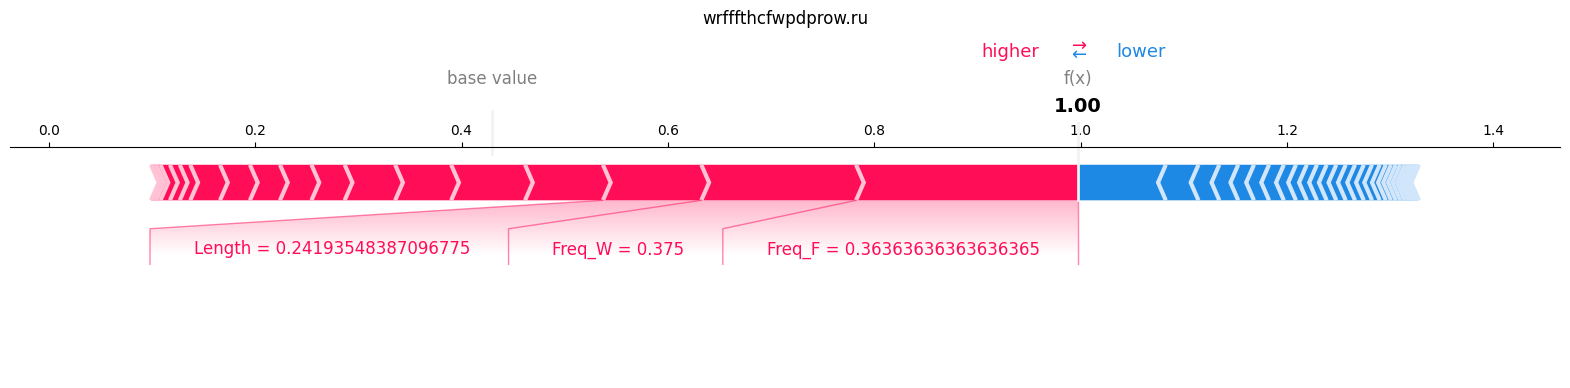 wrfffthcfwpdprow.ru
higher ⇄ lower
base value f(x)
1.00
0.0 0.2 0.4 0.6 0.8 1.0 1.2 1.4
Length = 0.24193548387096775 Freq_W = 0.375 Freq_F = 0.36363636363636365